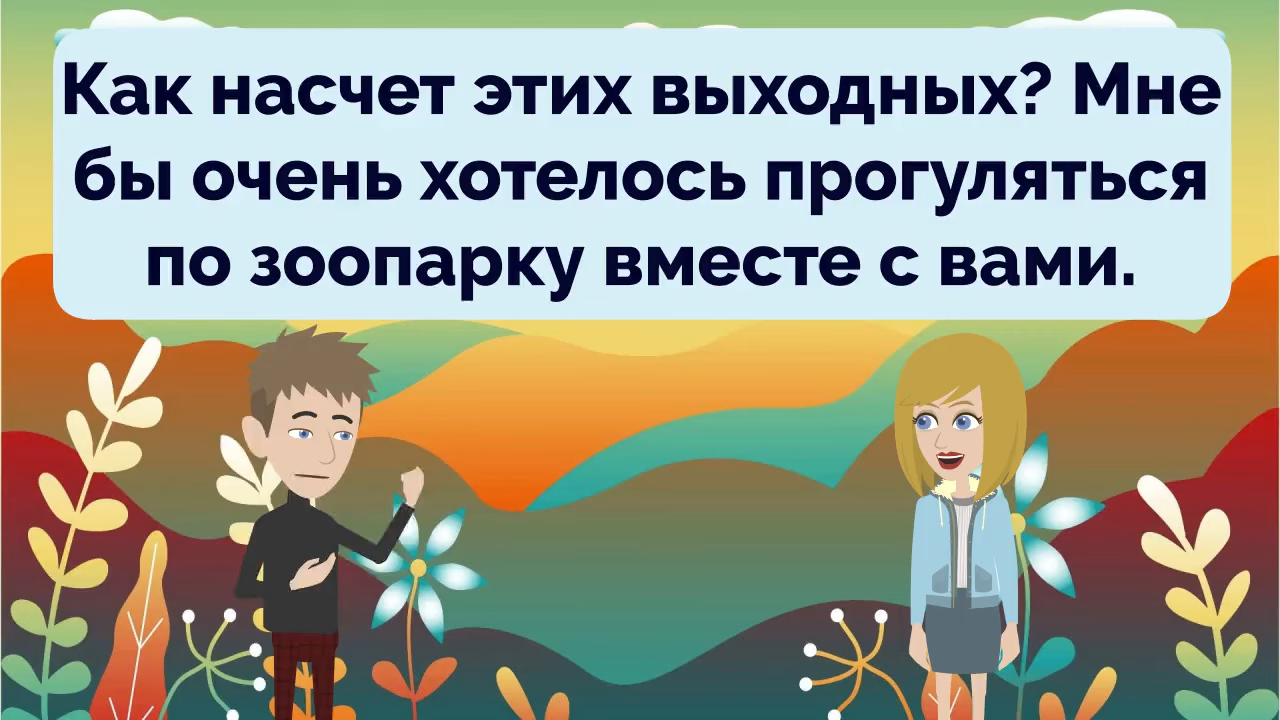 Как насчет этих выходных? Мне
бы очень хотелось прогуляться
по зоопарку вместе с вами.